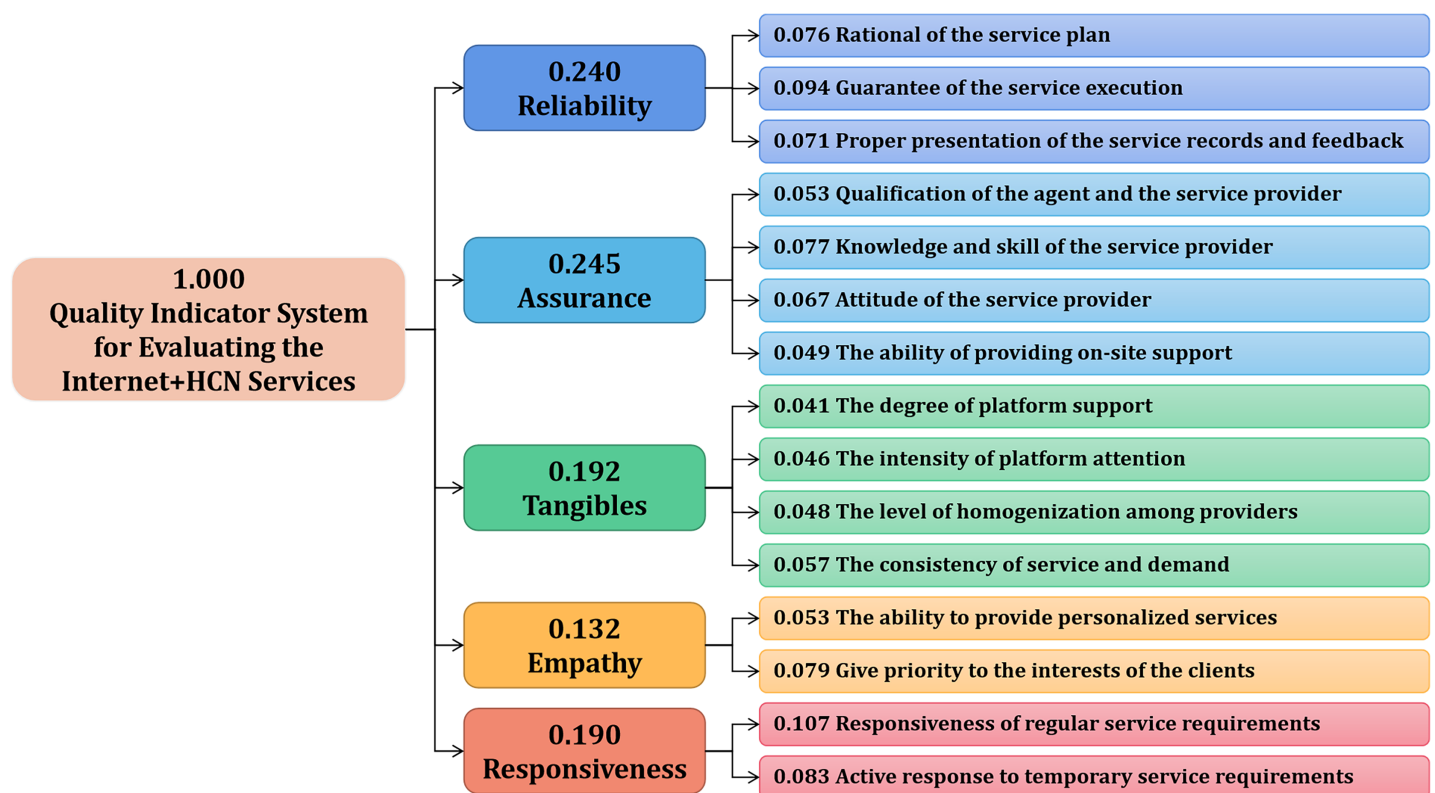 1.000
Quality Indicator System
for Evaluating the
Internet+HCN Services
0.240
Reliability
0.076 Rational of the service plan
0.094 Guarantee of the service execution
0.071 Proper presentation of the service records and feedback
0.245
Assurance
0.053 Qualification of the agent and the service provider
0.077 Knowledge and skill of the service provider
0.067 Attitude of the service provider
0.049 The ability of providing on-site support
0.192
Tangibles
0.041 The degree of platform support
0.046 The intensity of platform attention
0.048 The level of homogenization among providers
0.057 The consistency of service and demand
0.132
Empathy
0.053 The ability to provide personalized services
0.079 Give priority to the interests of the clients
0.190
Responsiveness
0.107 Responsiveness of regular service requirements
0.083 Active response to temporary service requirements